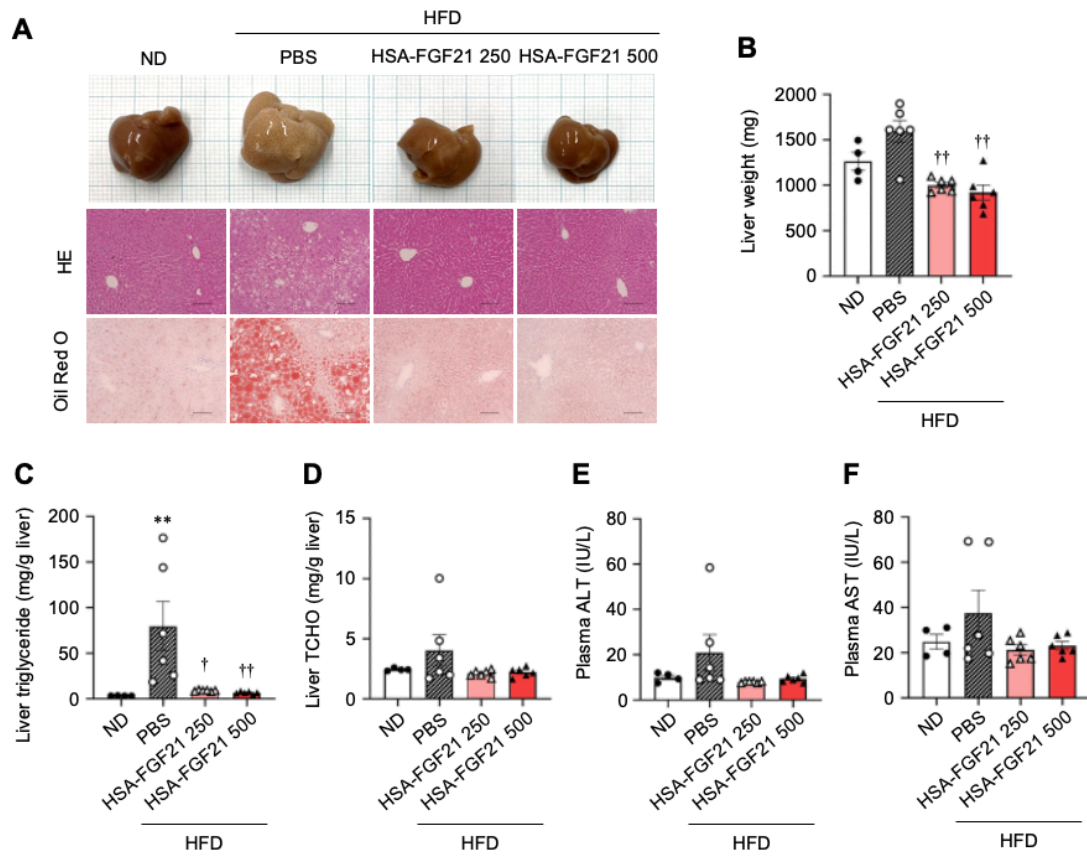 A
HFD
ND
PBS
HSA-FGF21 250
HSA-FGF21 500
HE
Oil Red O
B
Liver weight (mg)
2000
1500
1000
500
0
††
††
ND
PBS
HSA-FGF21 250
HSA-FGF21 500
HFD
C
Liver triglyceride (mg/g liver)
200
150
100
50
0
**
†
††
ND
PBS
HSA-FGF21 250
HSA-FGF21 500
HFD
D
Liver TCHO (mg/g liver)
15
10
5
0
ND
PBS
HSA-FGF21 250
HSA-FGF21 500
HFD
E
Plasma ALT (IU/L)
80
60
40
20
0
ND
PBS
HSA-FGF21 250
HSA-FGF21 500
HFD
F
Plasma AST (IU/L)
80
60
40
20
0
ND
PBS
HSA-FGF21 250
HSA-FGF21 500
HFD